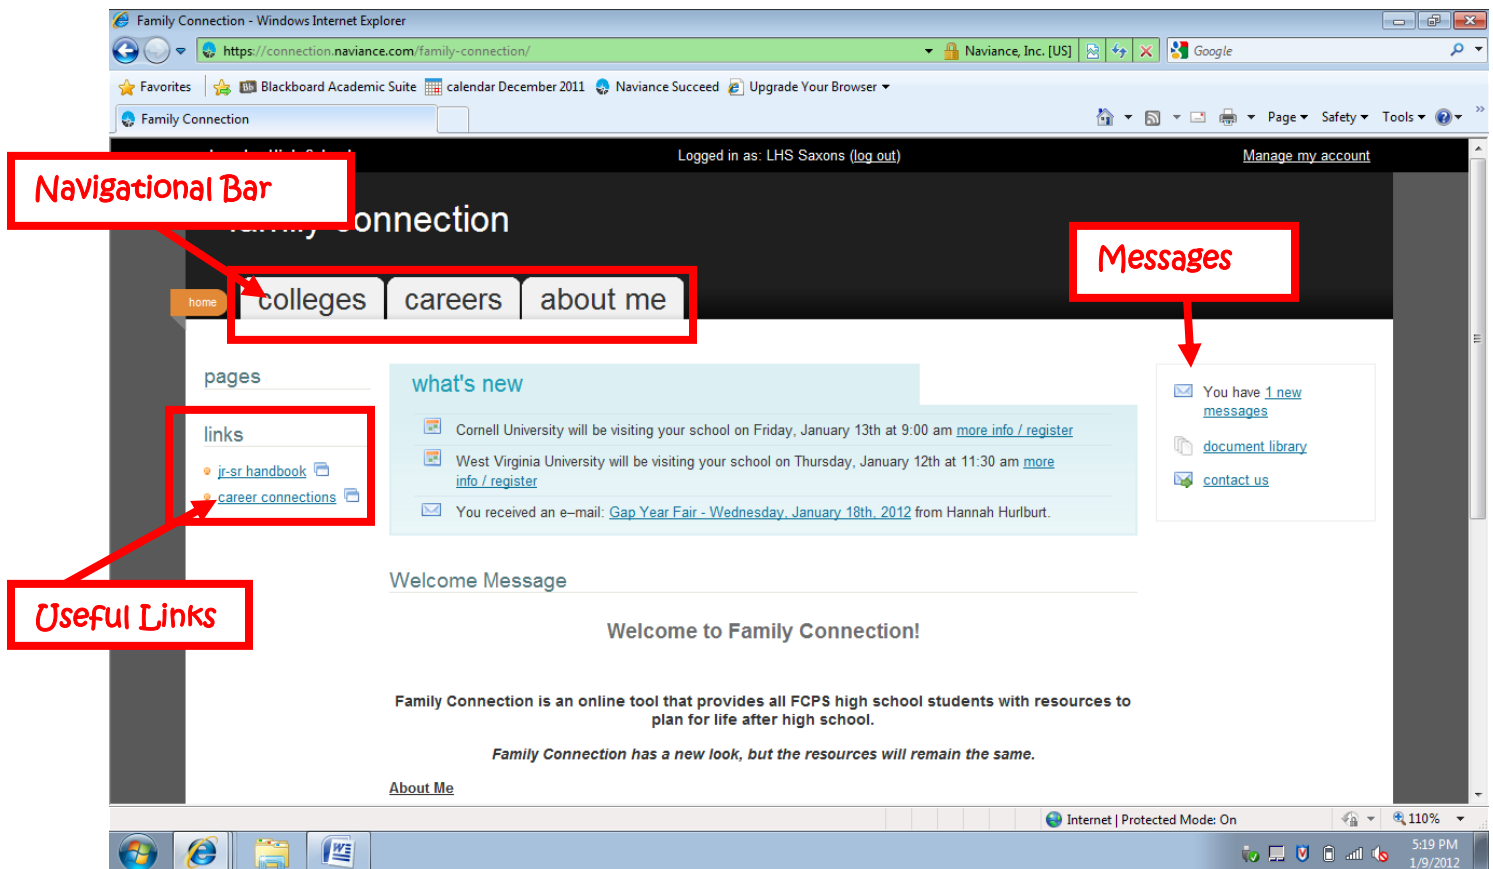 Family Connection - Windows Internet Explorer
https://connection.naviance.com/family-connection/
Naviance, Inc. [US]
Google
Favorites
Bb
Blackboard Academic Suite
calendar December 2011
Naviance Succeed
Upgrade Your Browser
Family Connection
Page
Safety
Tools
Logged in as: LHS Saxons (log out)
Manage my account
Navigational Bar
connection
Messages
home
colleges
careers
about me
pages
links
jr-sr handbook
career connections
Useful Links
what's new
Cornell University will be visiting your school on Friday, January 13th at 9:00 am more info / register
West Virginia University will be visiting your school on Thursday, January 12th at 11:30 am more
info / register
You received an e–mail: Gap Year Fair - Wednesday, January 18th, 2012 from Hannah Hurlburt.
You have 1 new
messages
document library
contact us
Welcome Message
Welcome to Family Connection!
Family Connection is an online tool that provides all FCPS high school students with resources to
plan for life after high school.
Family Connection has a new look, but the resources will remain the same.
About Me
Internet | Protected Mode: On
110%
5:19 PM
1/9/2012